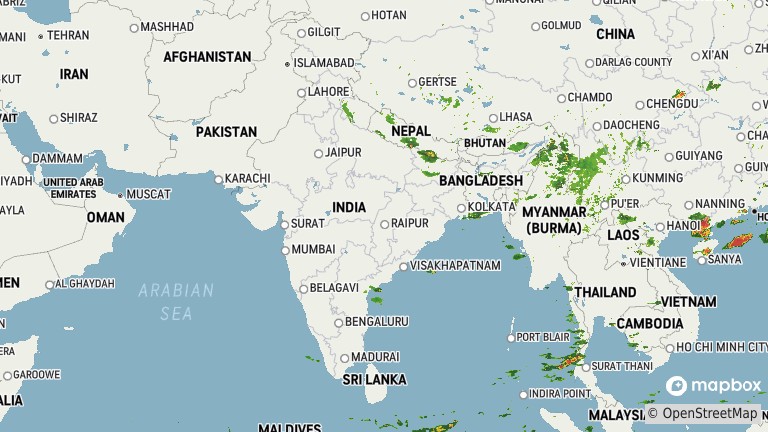 HOTAN
MASHHAD
GILGIT
GOLMUD
CHINA
TEHRAN
AFGHANISTAN
ISLAMABAD
DARLAG COUNTY
XI'AN
IRAN
LAHORE
GERTSE
CHAMDO
CHENGDU
SHIRAZ
LHASA
DAOCHENG
PAKISTAN
NEPAL
BHUTAN
GUIYANG
DAMMAM
JAIPUR
KARACHI
BANGLADESH
KUNMING
UNITED ARAB
EMIRATES
MUSCAT
OMAN
INDIA
KOLKATA
MYANMAR
(BURMA)
PU'ER
NANNING
SURAT
RAIPUR
LAOS
HANOI
MUMBAI
VISAKHAPATNAM
VIENTIANE
SANYA
AL GHAYDAH
ARABIAN
SEA
BELAGAVI
THAILAND
VIETNAM
BENGALURU
PORT BLAIR
CAMBODIA
HO CHI MINH CITY
GAROOWE
MADURAI
SURAT THANI
SRI LANKA
mapbox
INDIRA POINT
MALAYSI
© OpenStreetMap
MALDIVES